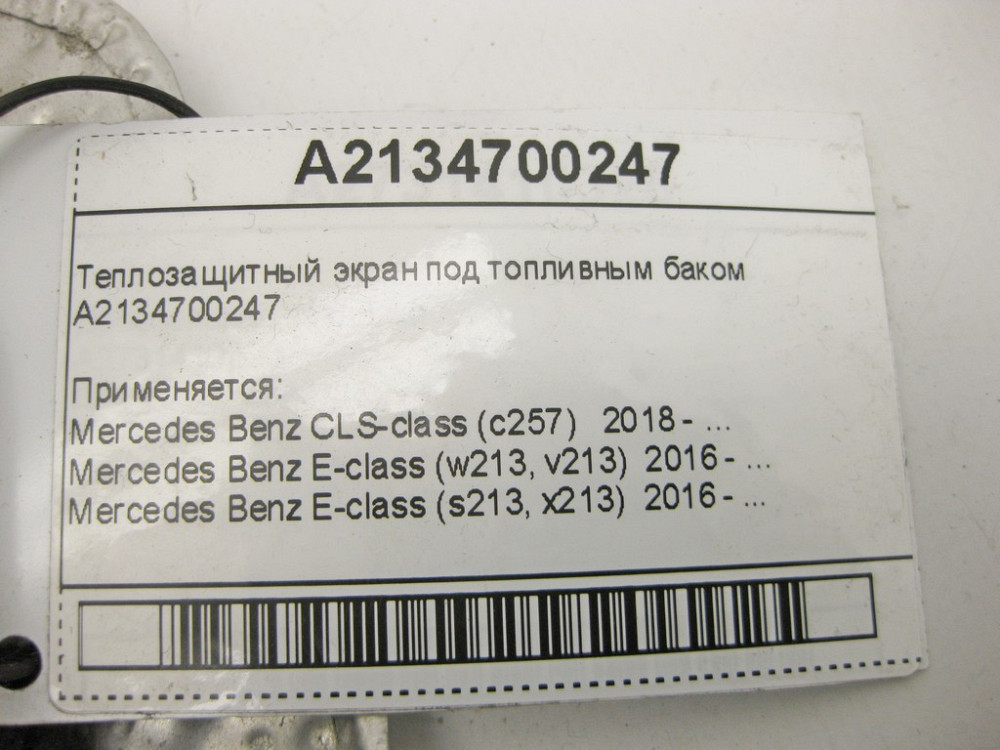 A2134700247
Теплозащитный экран под топливным баком
A2134700247
Применяется:
Mercedes Benz CLS-class (c257) 2018- ...
Mercedes Benz E-class (w213, v213) 2016- ...
Mercedes Benz E-class (s213, x213) 2016- ...